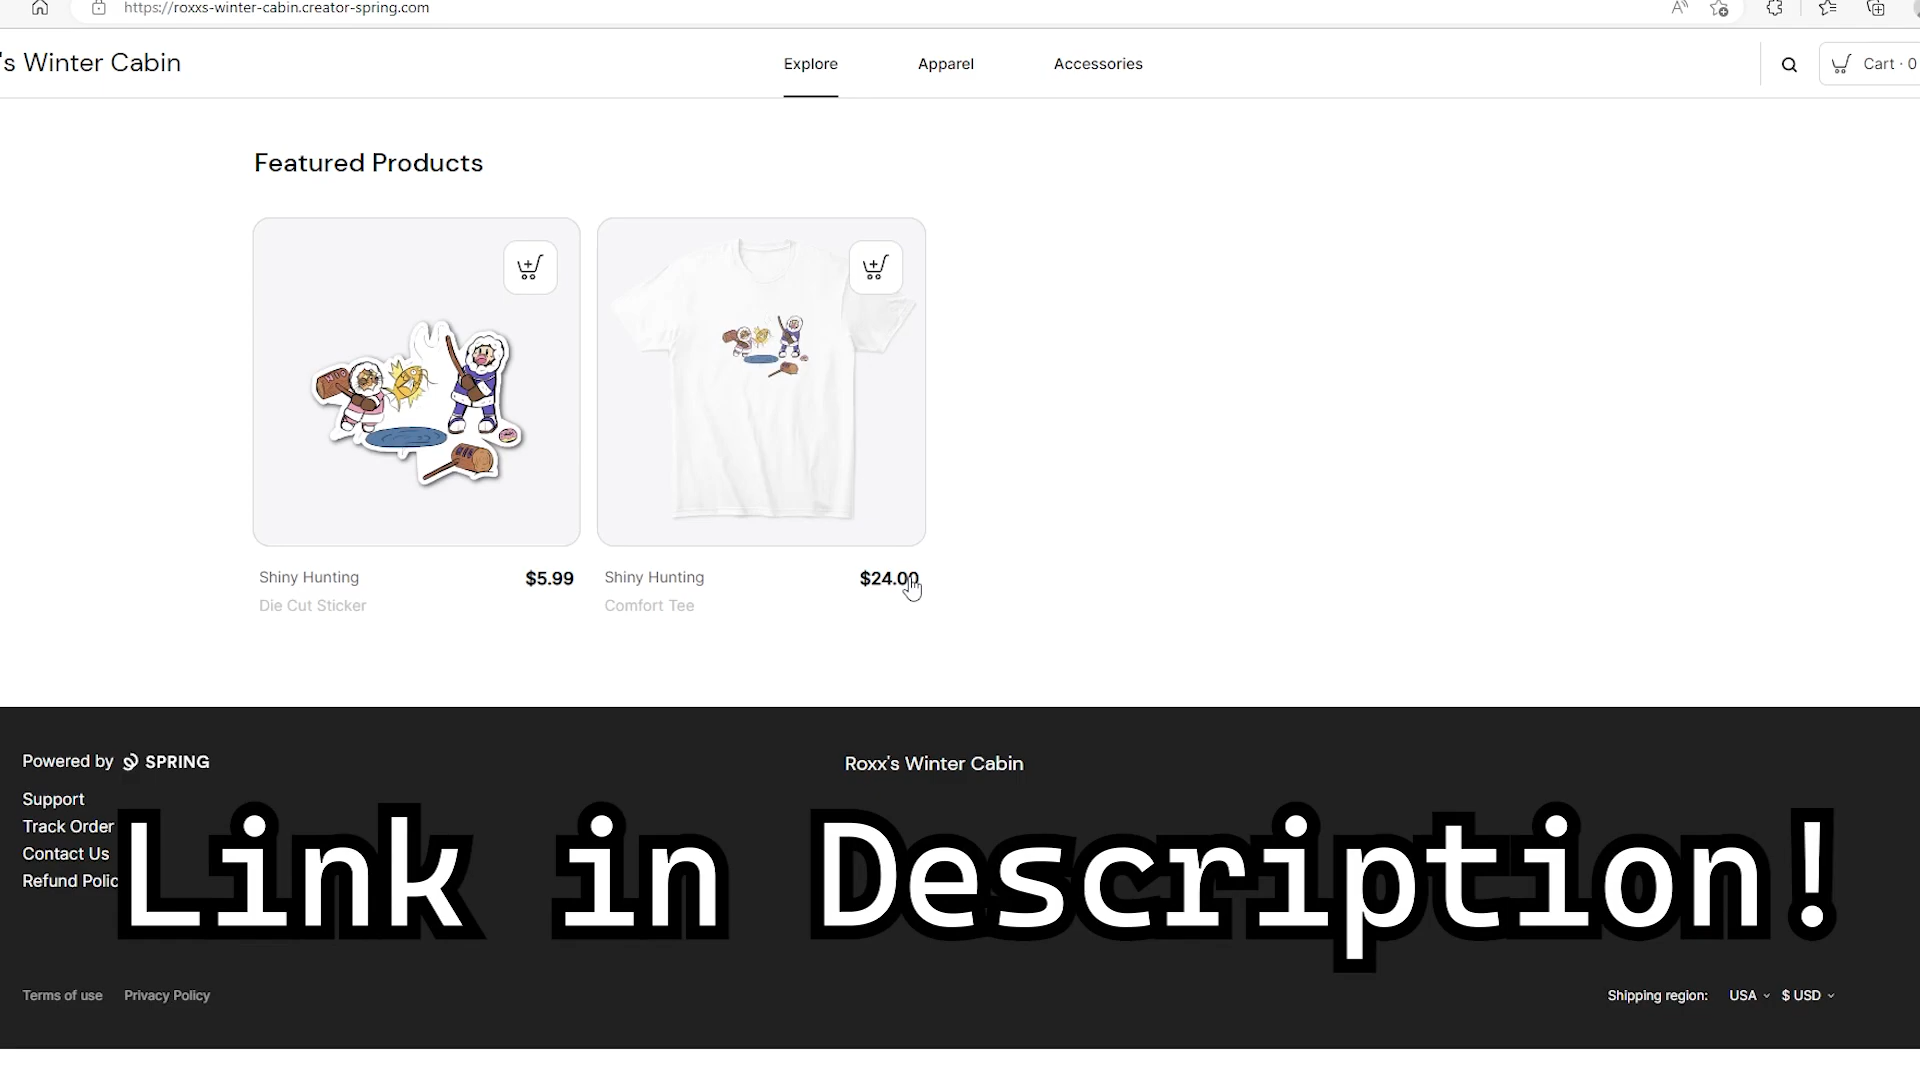 https://roxxs-winter-cabin.creator-spring.com
's Winter Cabin
Explore
Apparel
Accessories
Cart · 0
Featured Products
Shiny Hunting
$5.99
Die Cut Sticker
Shiny Hunting
$24.00
Comfort Tee
Powered by SPRING
Roxx's Winter Cabin
Support
Track Order
Contact Us
Refund Polic
Link in Description!
Terms of use
Privacy Policy
Shipping region:
USA
$ USD